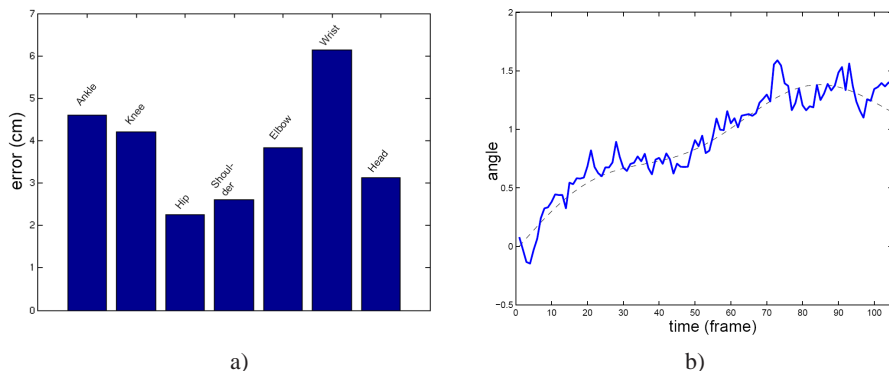 7
6
5
4
3
2
1
0
error (cm)
Ankle
Knee
Hip
Shoul-
der
Elbow
Wrist
Head
a)
2
1.5
1
0.5
0
−0.5
angle
0 10 20 30 40 50 60 70 80 90 100
time (frame)
b)